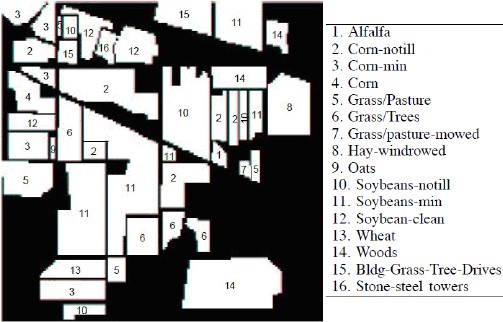 3 3 5 10 12 15 11 14
2 15 16 12
3 2 10 14
4 8
12 6 2 2 10 11
3 9 2 11 1
5 7 5
11 11 2
6 6 6
13 5
3 14
10
1. Alfalfa
2. Corn-notill
3. Corn-min
4. Corn
5. Grass/Pasture
6. Grass/Trees
7. Grass/pasture-mowed
8. Hay-windrowed
9. Oats
10. Soybeans-notill
11. Soybeans-min
12. Soybean-clean
13. Wheat
14. Woods
15. Bldg-Grass-Tree-Drives
16. Stone-steel towers